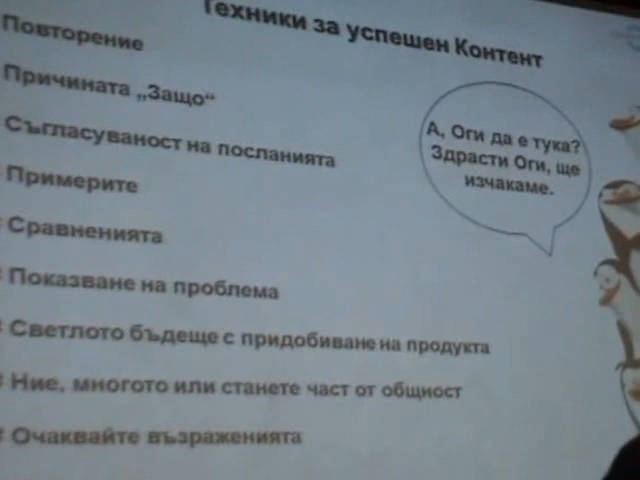 Техники за успешен Контент
Повторение
Причината „Защо“
Съгласуваност на посланията
Примерите
Сравненията
Показване на проблема
Светлото бъдеще с придобиване на продукта
Ние, многото или станете част от общност
Очаквайте възраженията
А, Оги да е тука?
Здрасти Оги, ще
изчакаме.